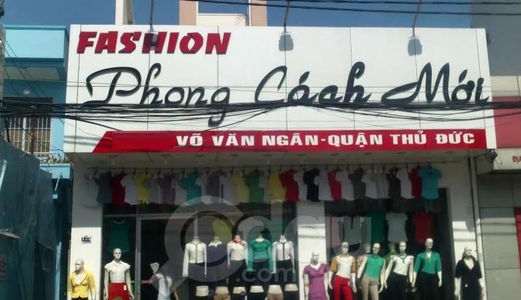 FASHION
Phong Cách Mới
VÕ VĂN NGÂN-QUẬN THỦ ĐỨC